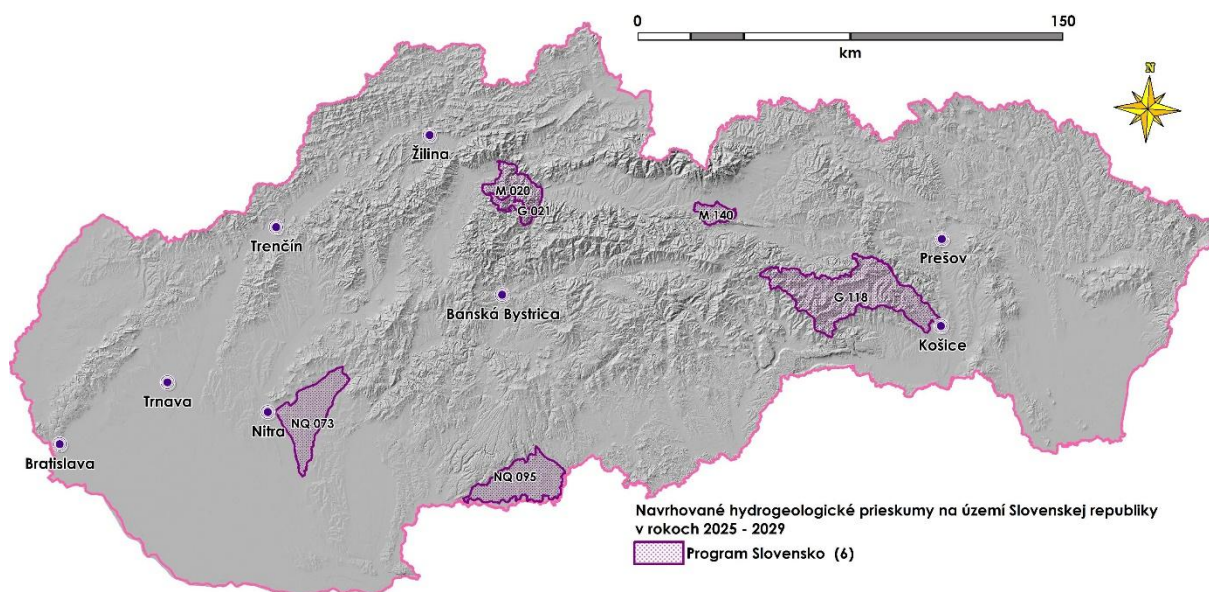 0 150
km
N
Žilina
M 020
G 021
M 140
Trenčín
Prešov
G 118
Banská Bystrica
Košice
Trnava
NQ 073
Nitra
Bratislava
NQ 095
Navrhované hydrogeologické prieskumy na území Slovenskej republiky
v rokoch 2025 - 2029
Program Slovensko (6)